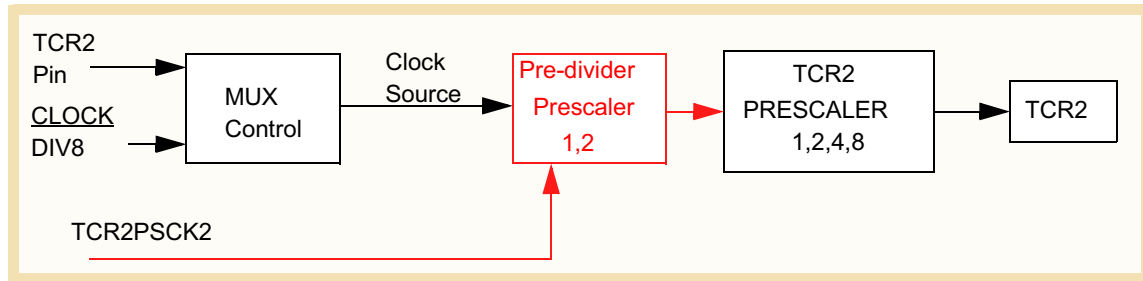 TCR2
Pin
CLOCK
DIV8
MUX
Control
Clock
Source
Pre-divider
Prescaler
1,2
TCR2
PRESCALER
1,2,4,8
TCR2
TCR2PSCK2